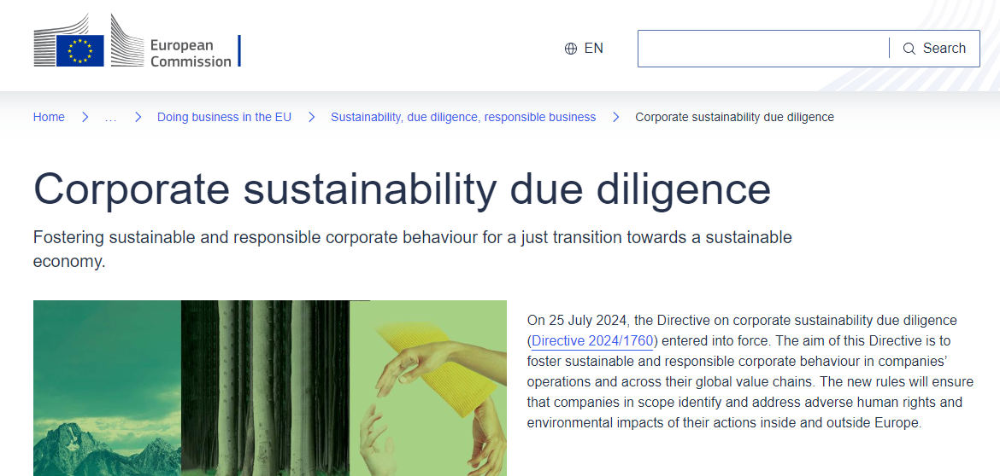 European
Commission
EN
Search
Home
...
Doing business in the EU
Sustainability, due diligence, responsible business
Corporate sustainability due diligence
Corporate sustainability due diligence
Fostering sustainable and responsible corporate behaviour for a just transition towards a sustainable
economy.
On 25 July 2024, the Directive on corporate sustainability due diligence
(Directive 2024/1760) entered into force. The aim of this Directive is to
foster sustainable and responsible corporate behaviour in companies’
operations and across their global value chains. The new rules will ensure
that companies in scope identify and address adverse human rights and
environmental impacts of their actions inside and outside Europe.